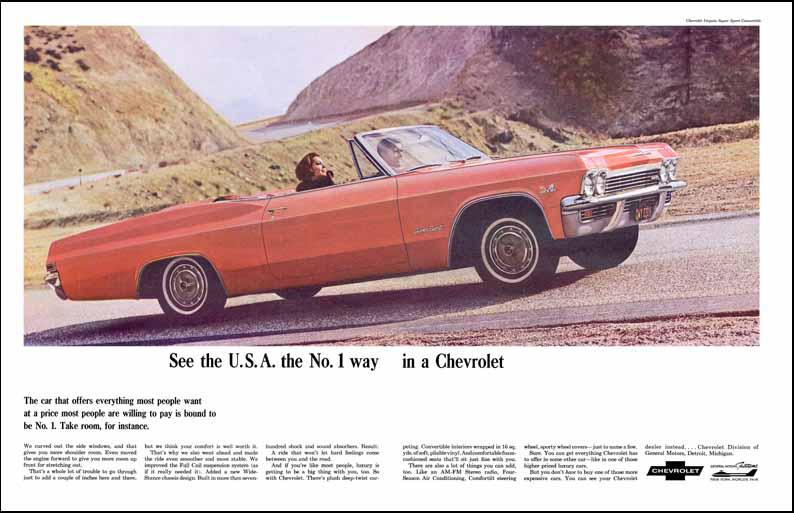 Chevrolet Impala Super Sport Convertible
See the U.S.A. the No. 1 way in a Chevrolet
The car that offers everything most people want
at a price most people are willing to pay is bound to
be No. 1. Take room, for instance.
We curved out the side windows, and that
gives you more shoulder room. Even moved
the engine forward to give you more room up
front for stretching out.
That's a whole lot of trouble to go through
just to add a couple of inches here and there,
but we think your comfort is well worth it.
That's why we also went ahead and made
the ride even smoother and more stable. We
improved the Full Coil suspension system (as
if it really needed it). Added a new Wide-
Stance chassis design. Built in more than seven-
hundred shock and sound absorbers. Result:
A ride that won't let hard feelings come
between you and the road.
And if you're like most people, luxury is
getting to be a big thing with you, too. So
with Chevrolet. There's plush deep-twist car-
peting. Convertible interiors wrapped in 16 sq.
yds. of soft, pliable vinyl. And comfortable foam-
cushioned seats that'll sit just fine with you.
There are also a lot of things you can add,
too. Like an AM-FM Stereo radio, Four-
Season Air Conditioning, Comfortilt steering
wheel, sporty wheel covers—just to name a few.
Sure. You can get everything Chevrolet has
to offer in some other car—like in one of those
higher priced luxury cars.
But you don't have to buy one of those more
expensive cars. You can see your Chevrolet
dealer instead. . . . Chevrolet Division of
General Motors, Detroit, Michigan.
CHEVROLET
GENERAL MOTORS Futurama
NEW YORK WORLD'S FAIR